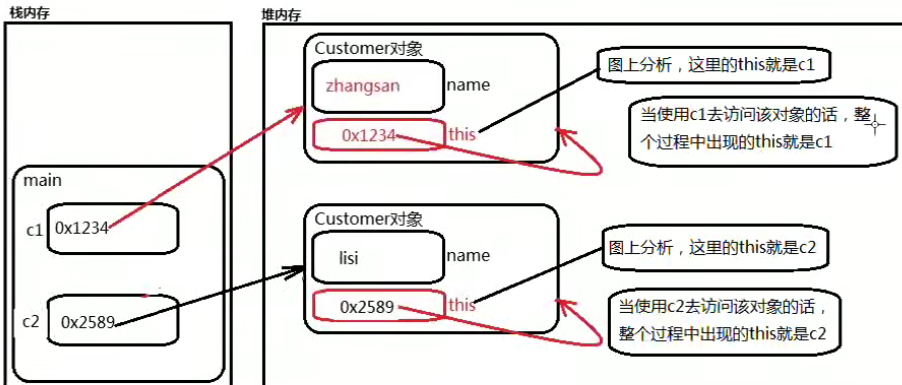 栈内存
堆内存
Customer对象
zhangsan
name
0x1234
this
图上分析，这里的this就是c1
当使用c1去访问该对象的话，整
个过程中出现的this就是c1
main
c1
0x1234
c2
0x2589
Customer对象
lisi
name
0x2589
this
图上分析，这里的this就是c2
当使用c2去访问该对象的话，
整个过程中出现的this就是c2